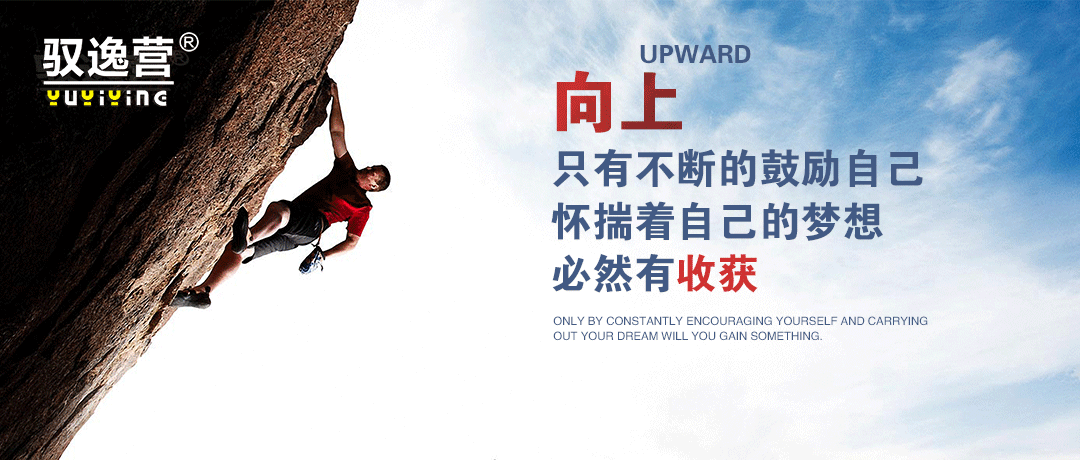 驭逸营®
YUYiYiNG
UPWARD
向上
只有不断的鼓励自己
怀揣着自己的梦想
必然有收获
ONLY BY CONSTANTLY ENCOURAGING YOURSELF AND CARRYING
OUT YOUR DREAM WILL YOU GAIN SOMETHING.